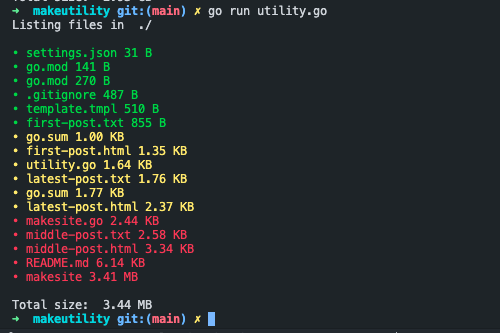 ➜ makeutility git:(main) ✗ go run utility.go
Listing files in ./
• settings.json 31 B
• go.mod 141 B
• go.mod 270 B
• .gitignore 487 B
• template.tmpl 510 B
• first-post.txt 855 B
• go.sum 1.00 KB
• first-post.html 1.35 KB
• utility.go 1.64 KB
• latest-post.txt 1.76 KB
• go.sum 1.77 KB
• latest-post.html 2.37 KB
• makesite.go 2.44 KB
• middle-post.txt 2.58 KB
• middle-post.html 3.34 KB
• README.md 6.14 KB
• makesite 3.41 MB
Total size: 3.44 MB
➜ makeutility git:(main) ✗